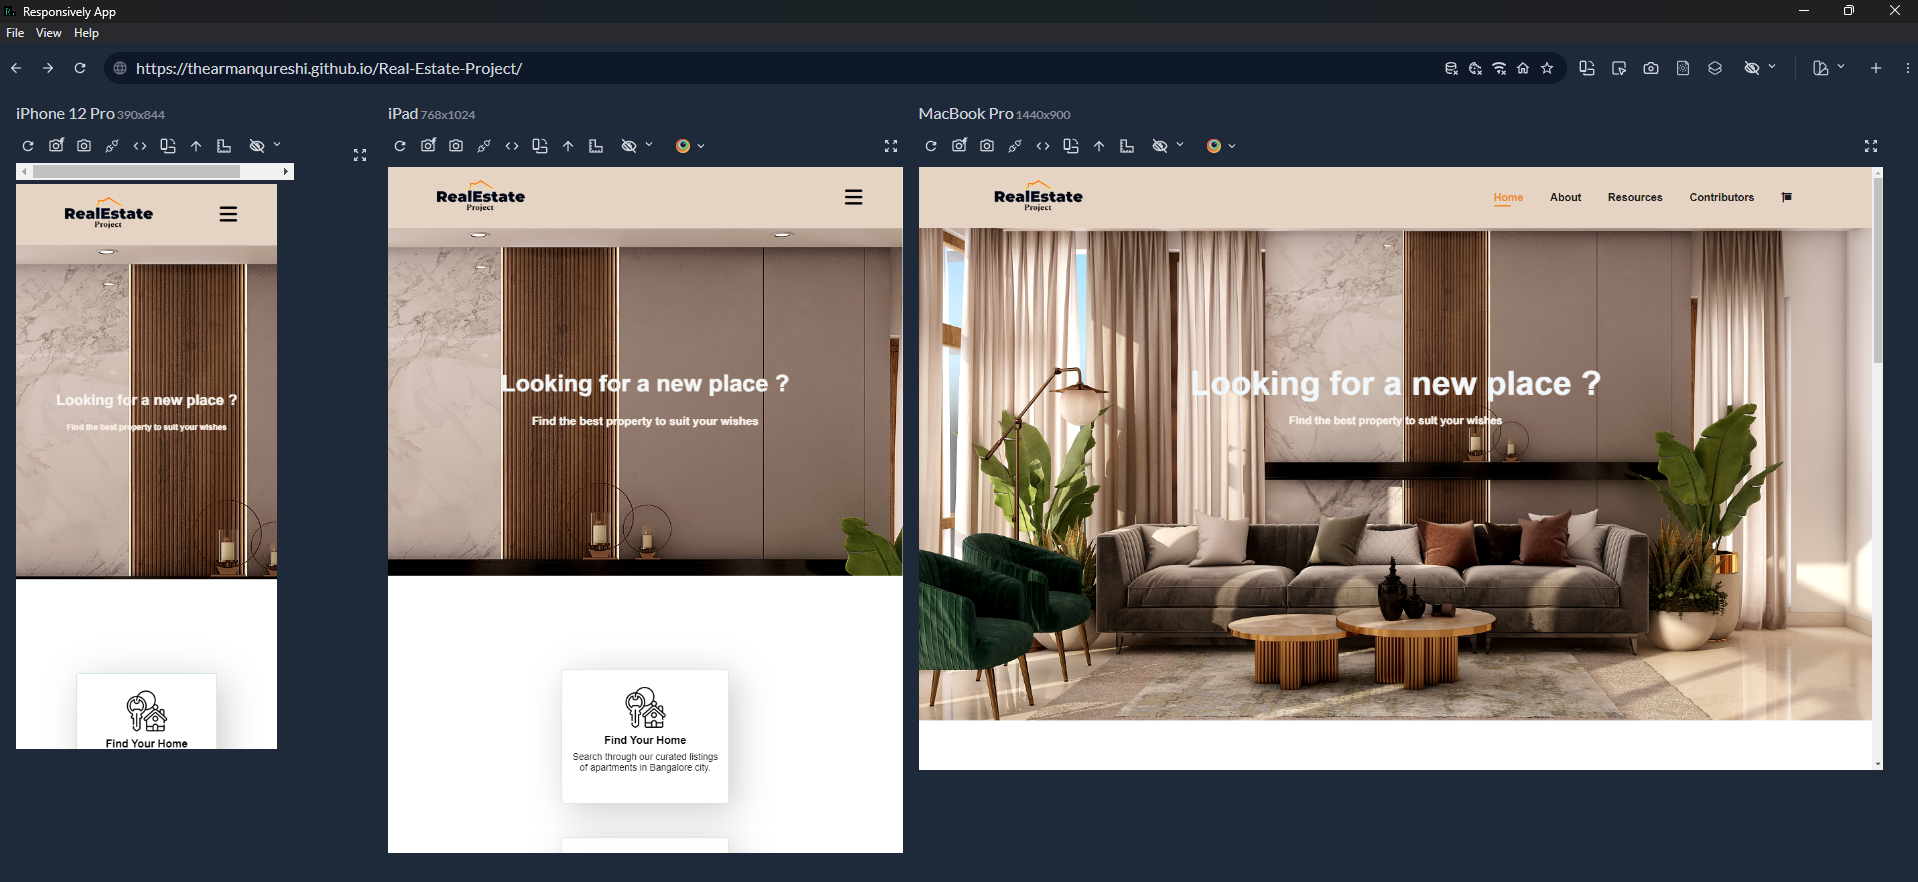 Responsively App
File View Help
https://thearmanqureshi.github.io/Real-Estate-Project/
iPhone 12 Pro 390x844
RealEstate
Project
Looking for a new place ?
Find the best property to suit your wishes
Find Your Home
iPad 768x1024
RealEstate
Project
Looking for a new place ?
Find the best property to suit your wishes
Find Your Home
Search through our curated listings
of apartments in Bangalore city.
MacBook Pro 1440x900
RealEstate
Project
Home About Resources Contributors
Looking for a new place ?
Find the best property to suit your wishes